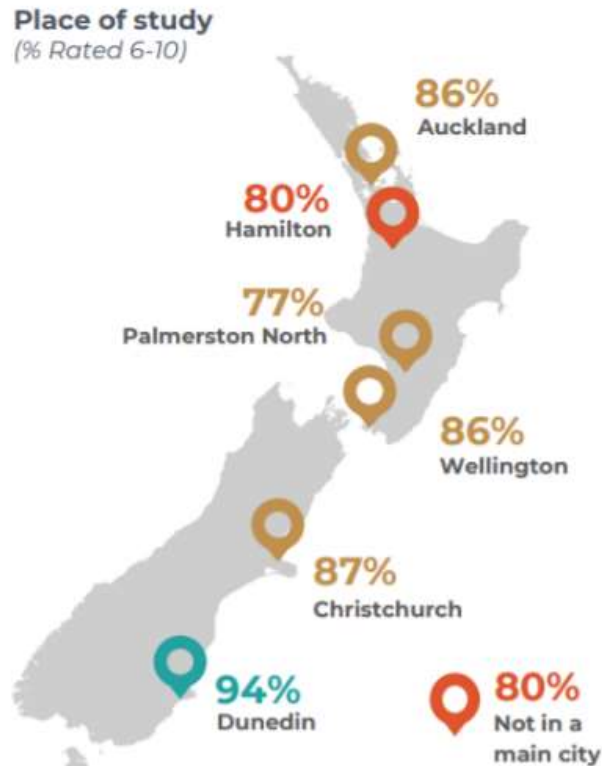 Place of study
(% Rated 6-10)
86%
Auckland
80%
Hamilton
77%
Palmerston North
86%
Wellington
87%
Christchurch
94%
Dunedin
80%
Not in a
main city